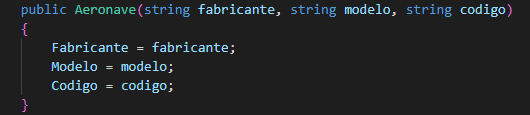 public Aeronave(string fabricante, string modelo, string codigo)
{
    Fabricante = fabricante;
    Modelo = modelo;
    Codigo = codigo;
}